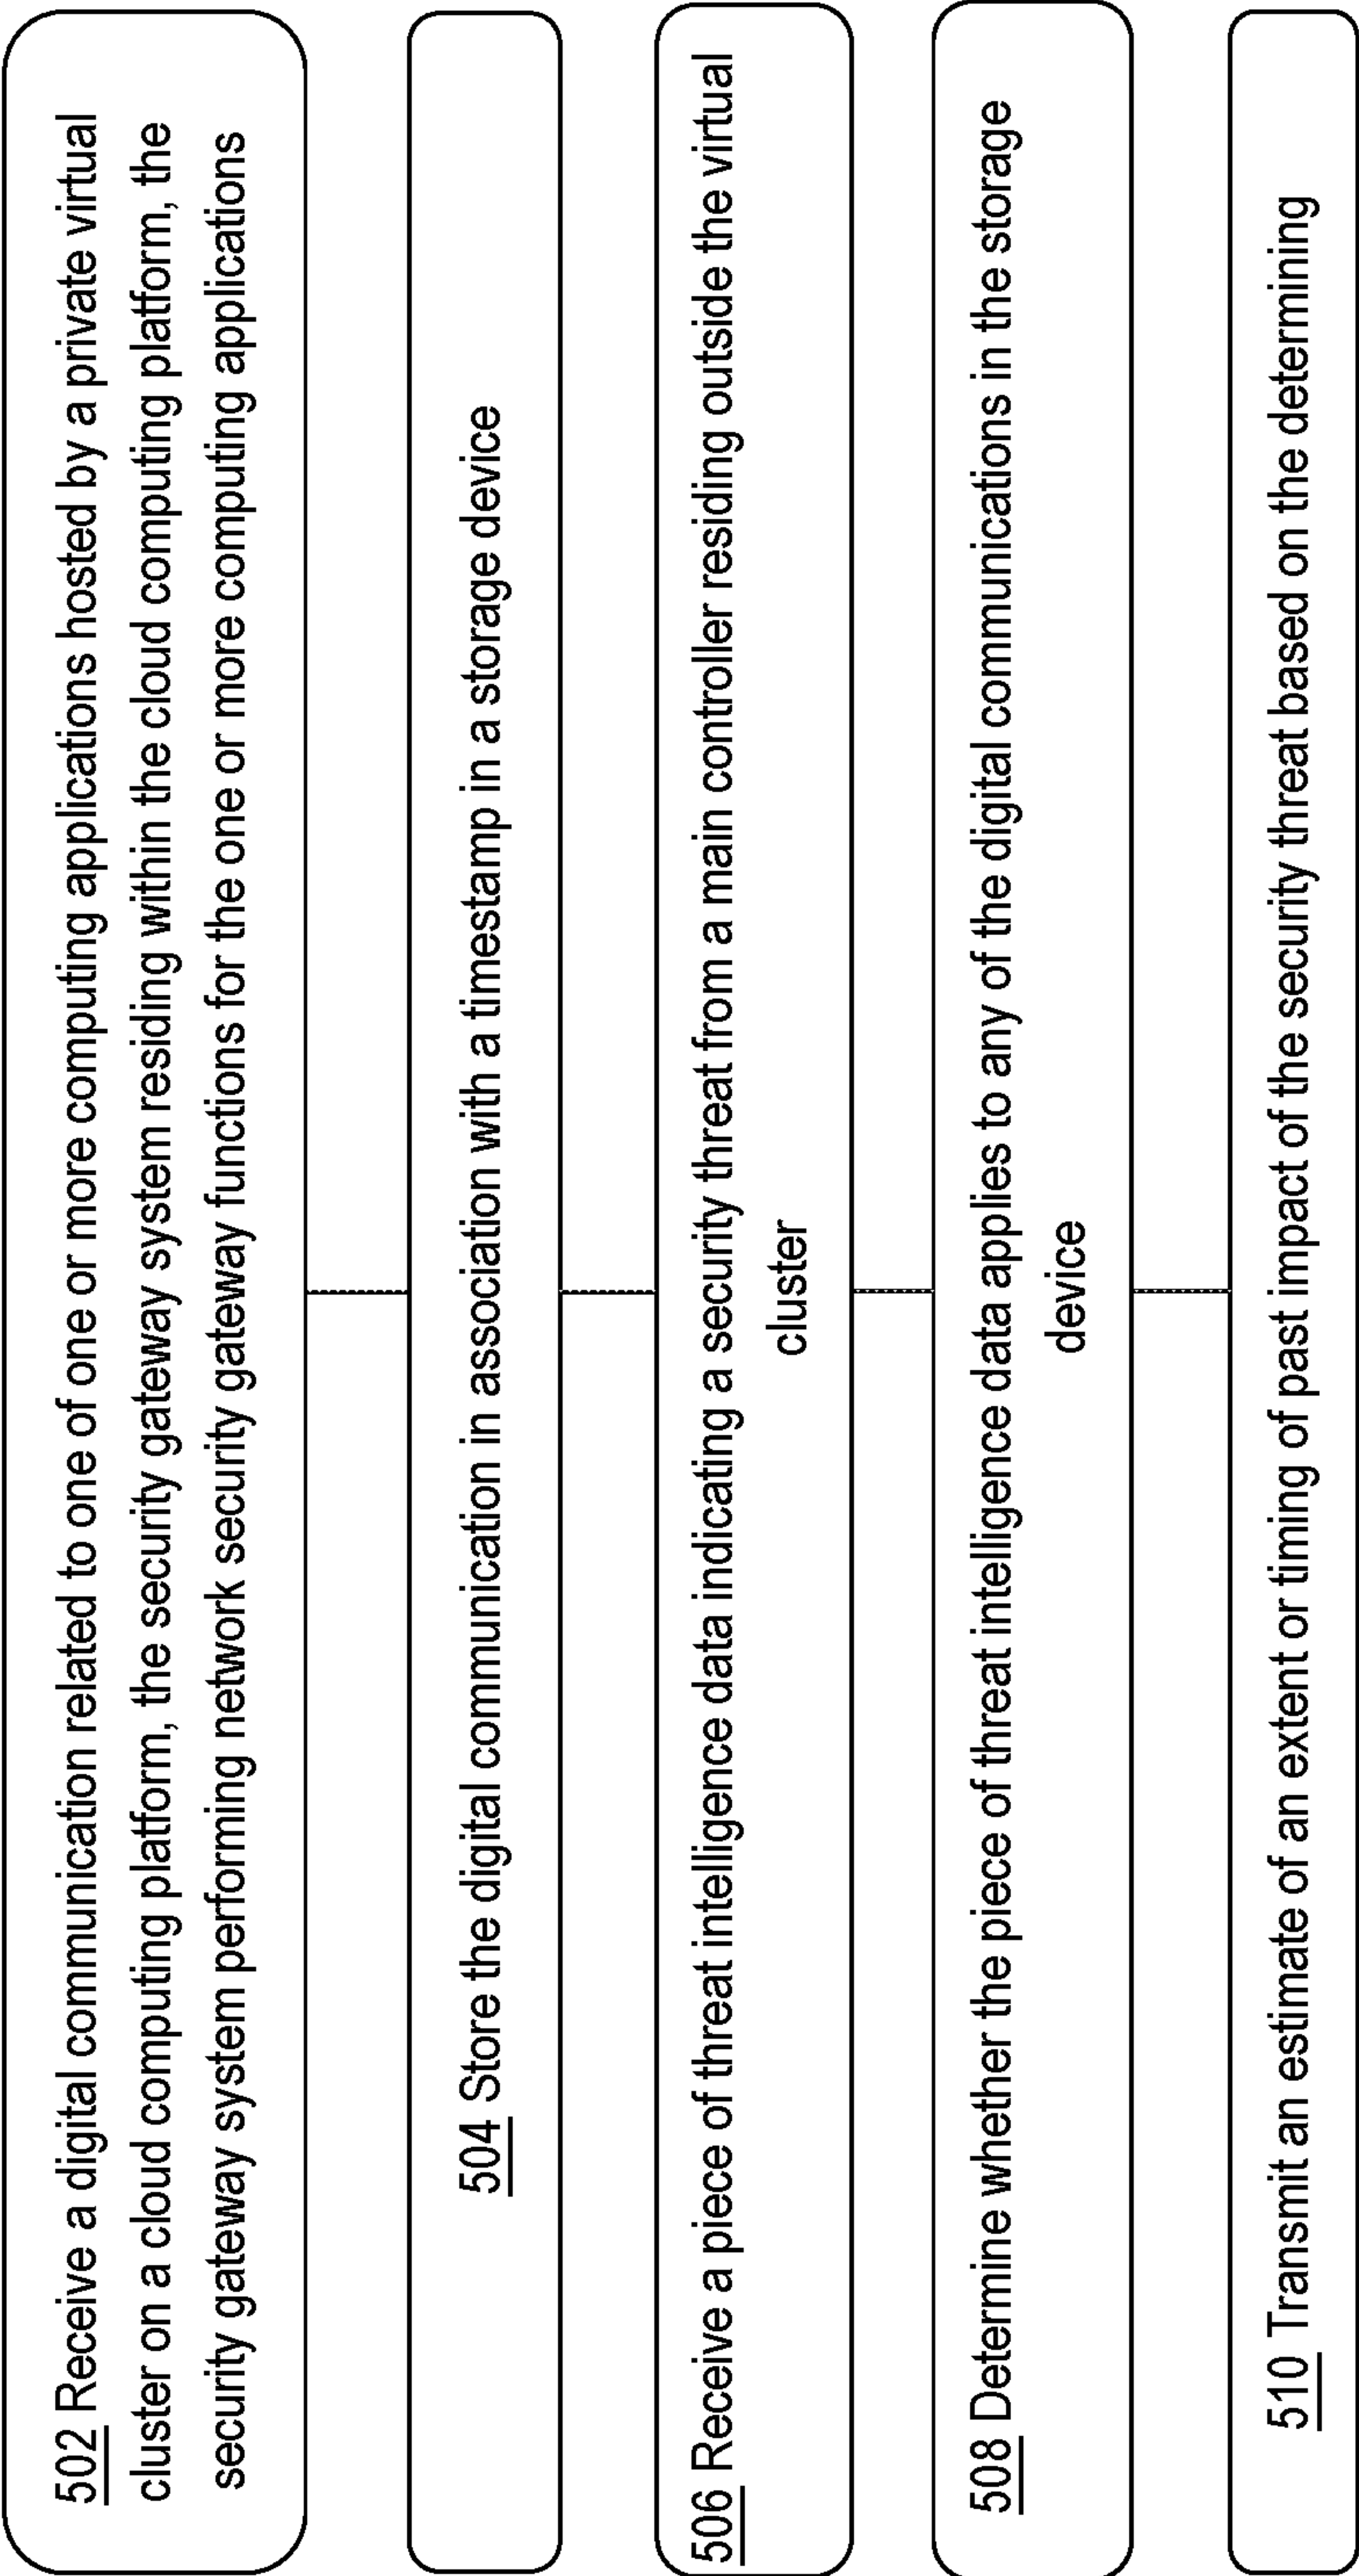 502 Receive a digital communication related to one of one or more computing applications hosted by a private virtual
cluster on a cloud computing platform, the security gateway system residing within the cloud computing platform, the
security gateway system performing network security gateway functions for the one or more computing applications
504 Store the digital communication in association with a timestamp in a storage device
506 Receive a piece of threat intelligence data indicating a security threat from a main controller residing outside the virtual
cluster
508 Determine whether the piece of threat intelligence data applies to any of the digital communications in the storage
device
510 Transmit an estimate of an extent or timing of past impact of the security threat based on the determining